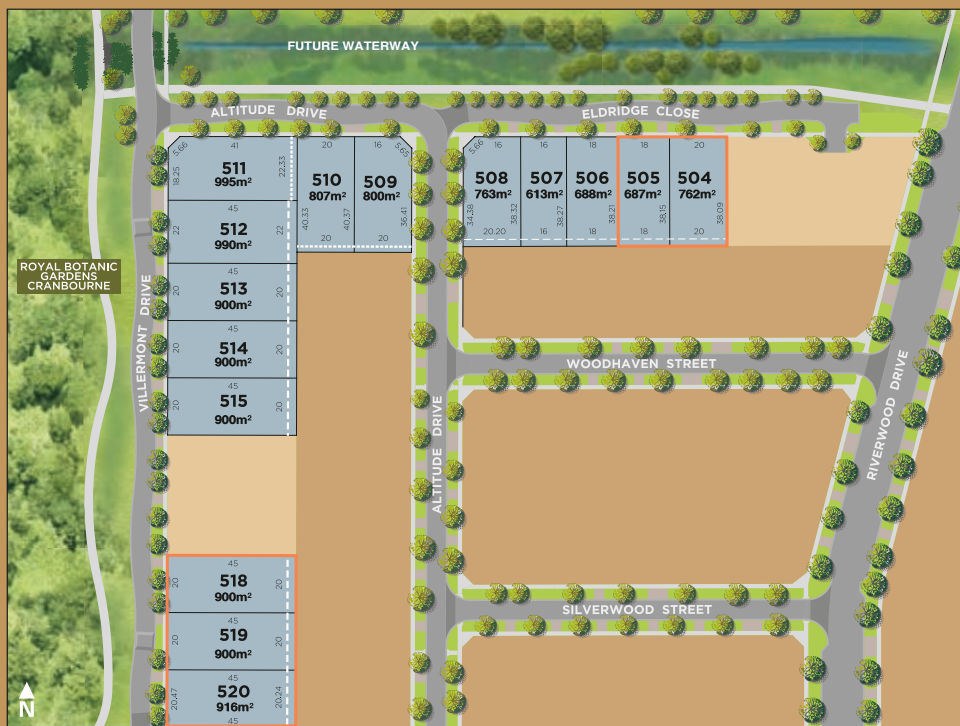 FUTURE WATERWAY
ALTITUDE DRIVE
ELDRIDGE CLOSE
5.66
41
18.25
511
995m²
22.33
20
510
807m²
40.33
20
16
5.65
509
800m²
40.37
36.41
20
5.66
16
508
763m²
34.38
38.32
20.20
16
507
613m²
38.27
16
18
506
688m²
38.21
18
18
505
687m²
38.15
18
20
504
762m²
38.09
20
45
22
512
990m²
22
45
20
513
900m²
20
45
20
514
900m²
20
45
20
515
900m²
20
ROYAL BOTANIC
GARDENS
CRANBOURNE
VILLERMONT DRIVE
WOODHAVEN STREET
ALTITUDE DRIVE
RIVERWOOD DRIVE
45
20
518
900m²
20
45
20
519
900m²
20
45
20.47
520
916m²
20.24
45
SILVERWOOD STREET
N